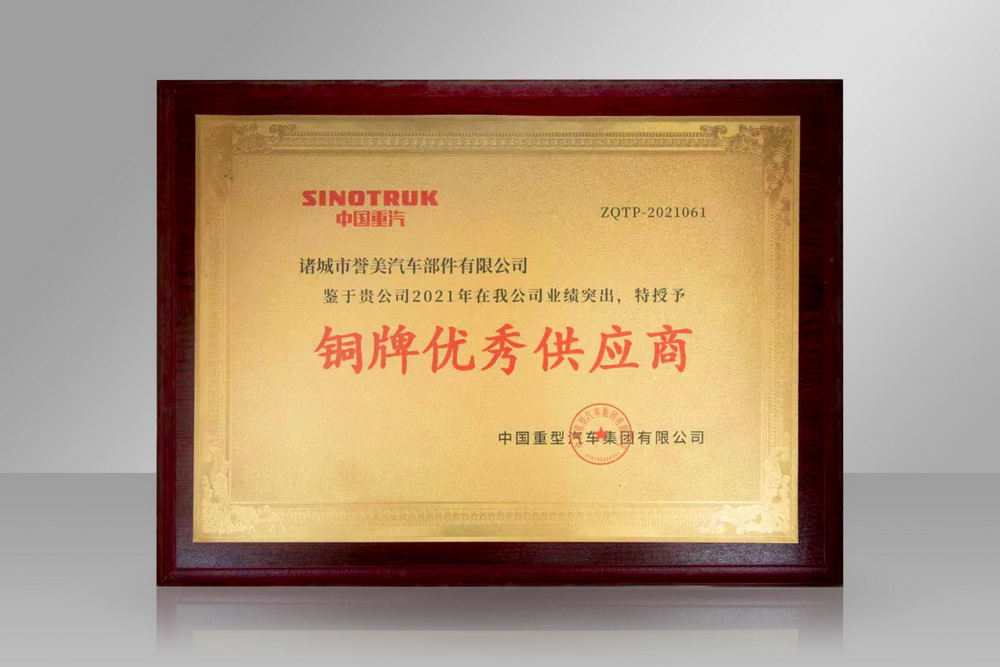 SINOTRUK
中国重汽
ZQTP-2021061
诸城市誉美汽车部件有限公司
鉴于贵公司2021年在我公司业绩突出，特授予
铜牌优秀供应商
中国重型汽车集团有限公司